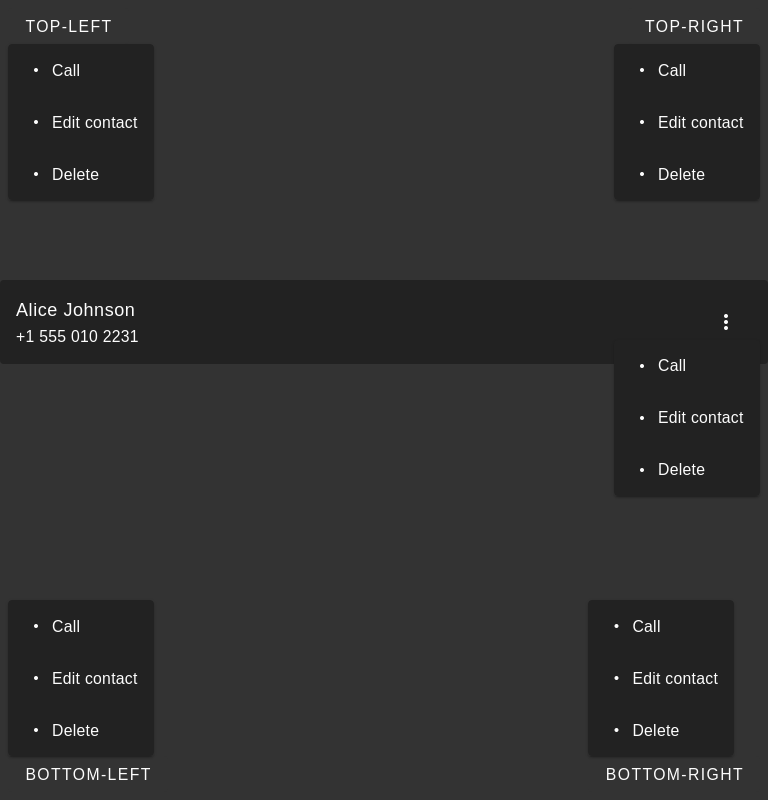 TOP-LEFT
• Call
• Edit contact
• Delete
TOP-RIGHT
• Call
• Edit contact
• Delete
Alice Johnson
+1 555 010 2231
• Call
• Edit contact
• Delete
• Call
• Edit contact
• Delete
BOTTOM-LEFT
• Call
• Edit contact
• Delete
BOTTOM-RIGHT